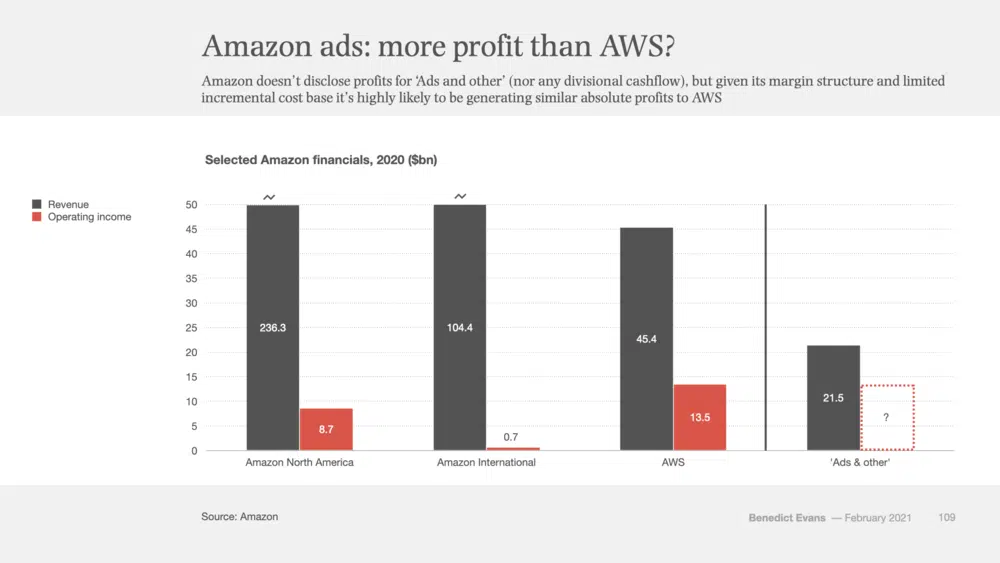 Amazon ads: more profit than AWS?
Amazon doesn’t disclose profits for ‘Ads and other’ (nor any divisional cashflow), but given its margin structure and limited
incremental cost base it’s highly likely to be generating similar absolute profits to AWS
Selected Amazon financials, 2020 ($bn)
Revenue
Operating income
50
45
40
35
30
25
20
15
10
5
0
236.3
8.7
104.4
0.7
45.4
13.5
21.5
?
Amazon North America
Amazon International
AWS
'Ads & other'
Source: Amazon
Benedict Evans — February 2021 109